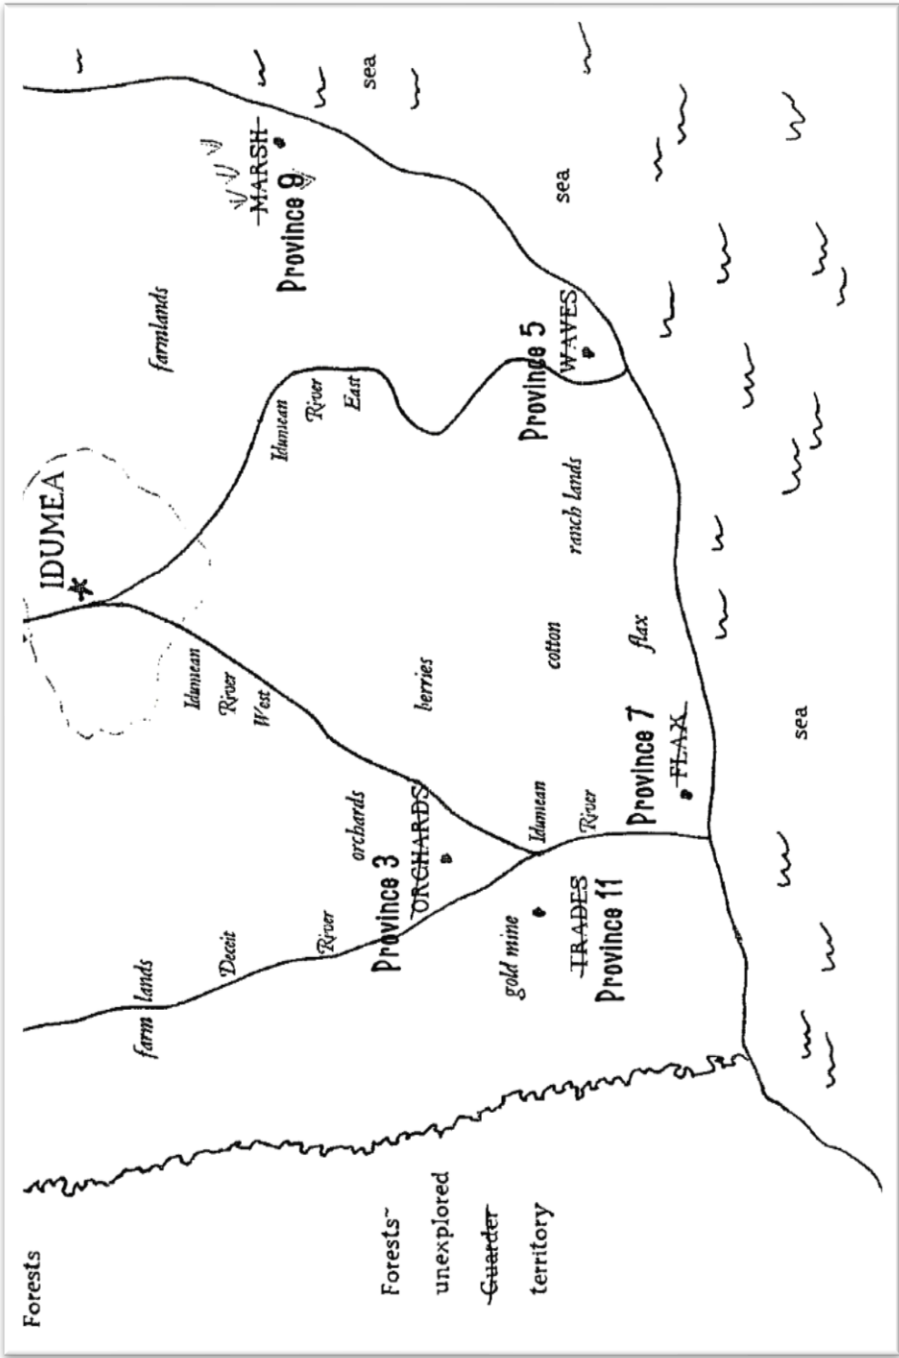 Forests
IDUMEA
farm lands
farmlands
Deceit
River
Idumean
River
West
Idumean
River
East
MARSH
Province 9
Forests~
unexplored
Guarder
territory
orchards
Province 3
ORCHARDS
berries
sea
gold mine
TRADES
Province 11
Idumean
River
cotton
ranch lands
Province 5
WAVES
sea
Province 7
FLAX
flax
sea